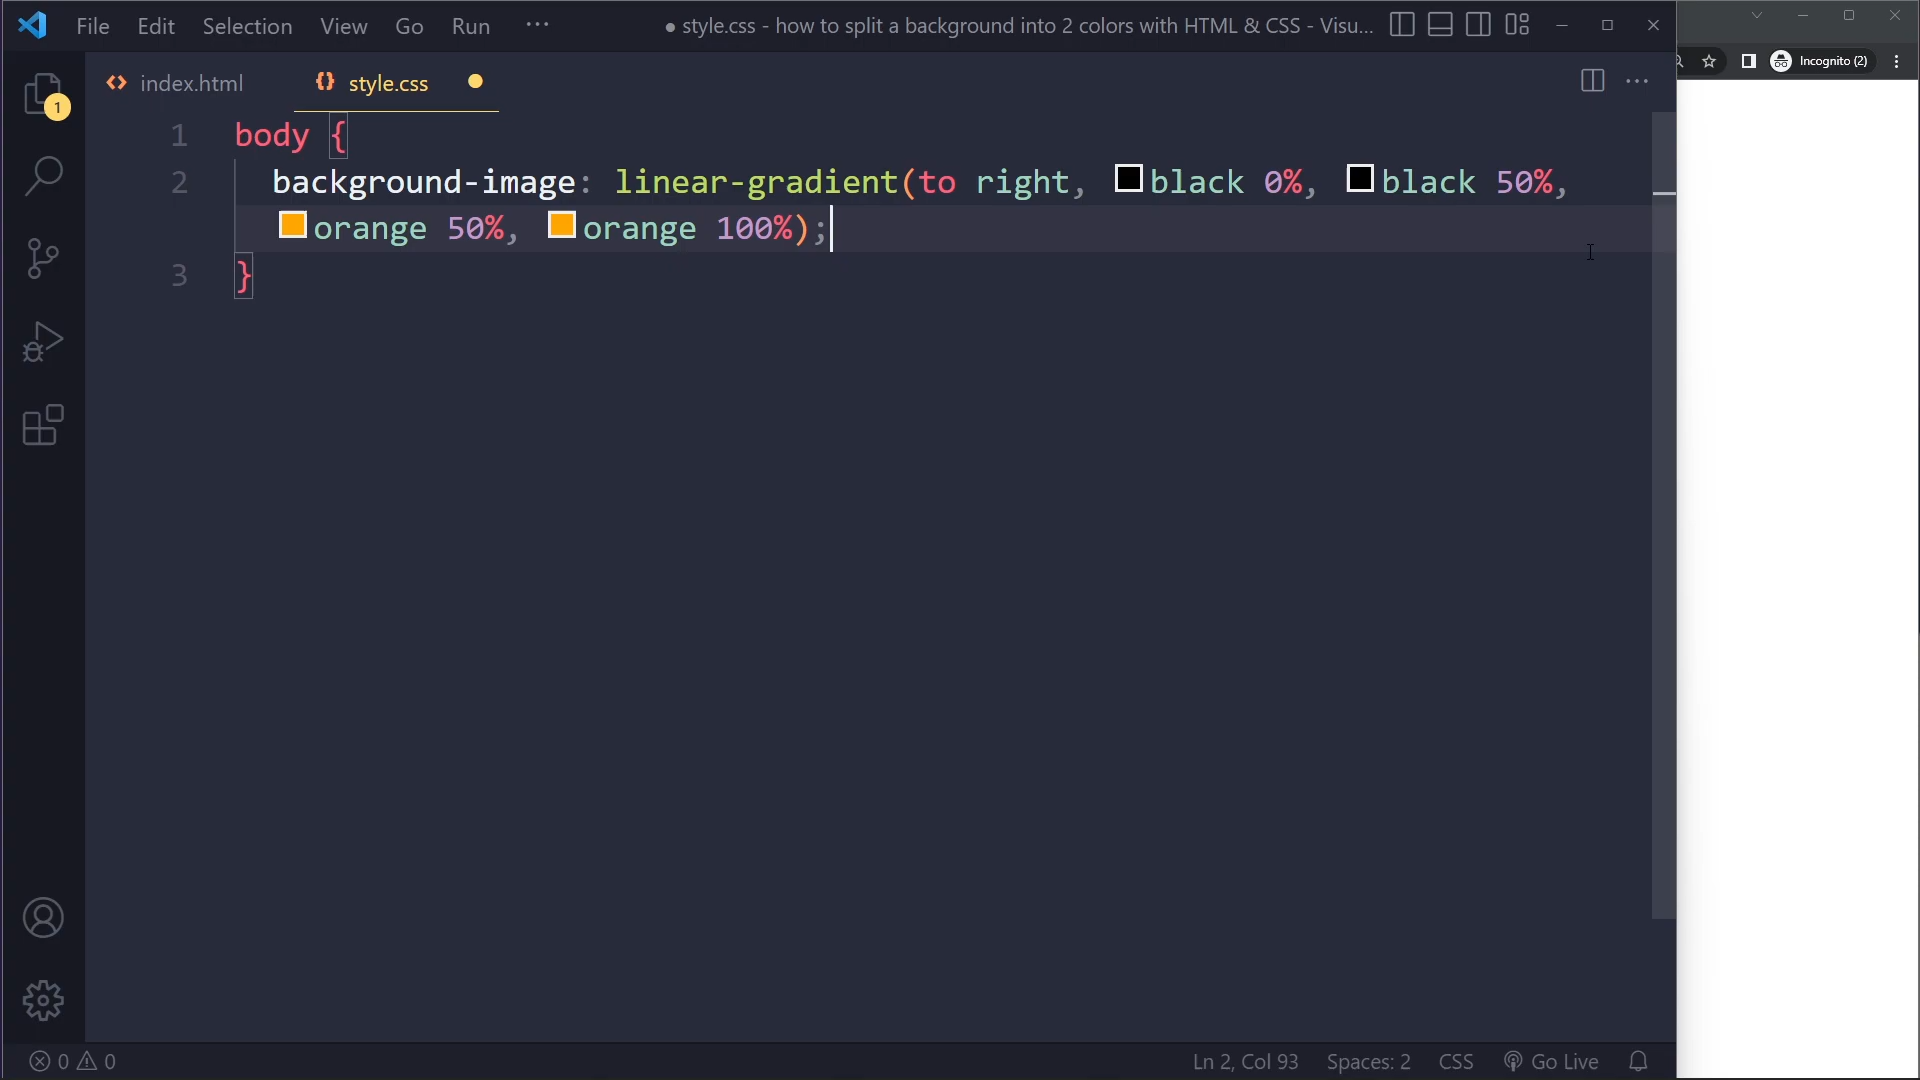 File Edit Selection View Go Run ···
● style.css - how to split a background into 2 colors with HTML & CSS - Visu...
Incognito (2)
index.html
{} style.css
1
1 body {
2 background-image: linear-gradient(to right, black 0%, black 50%,
orange 50%, orange 100%);
3 }
0 0
Ln 2, Col 93 Spaces: 2 CSS Go Live